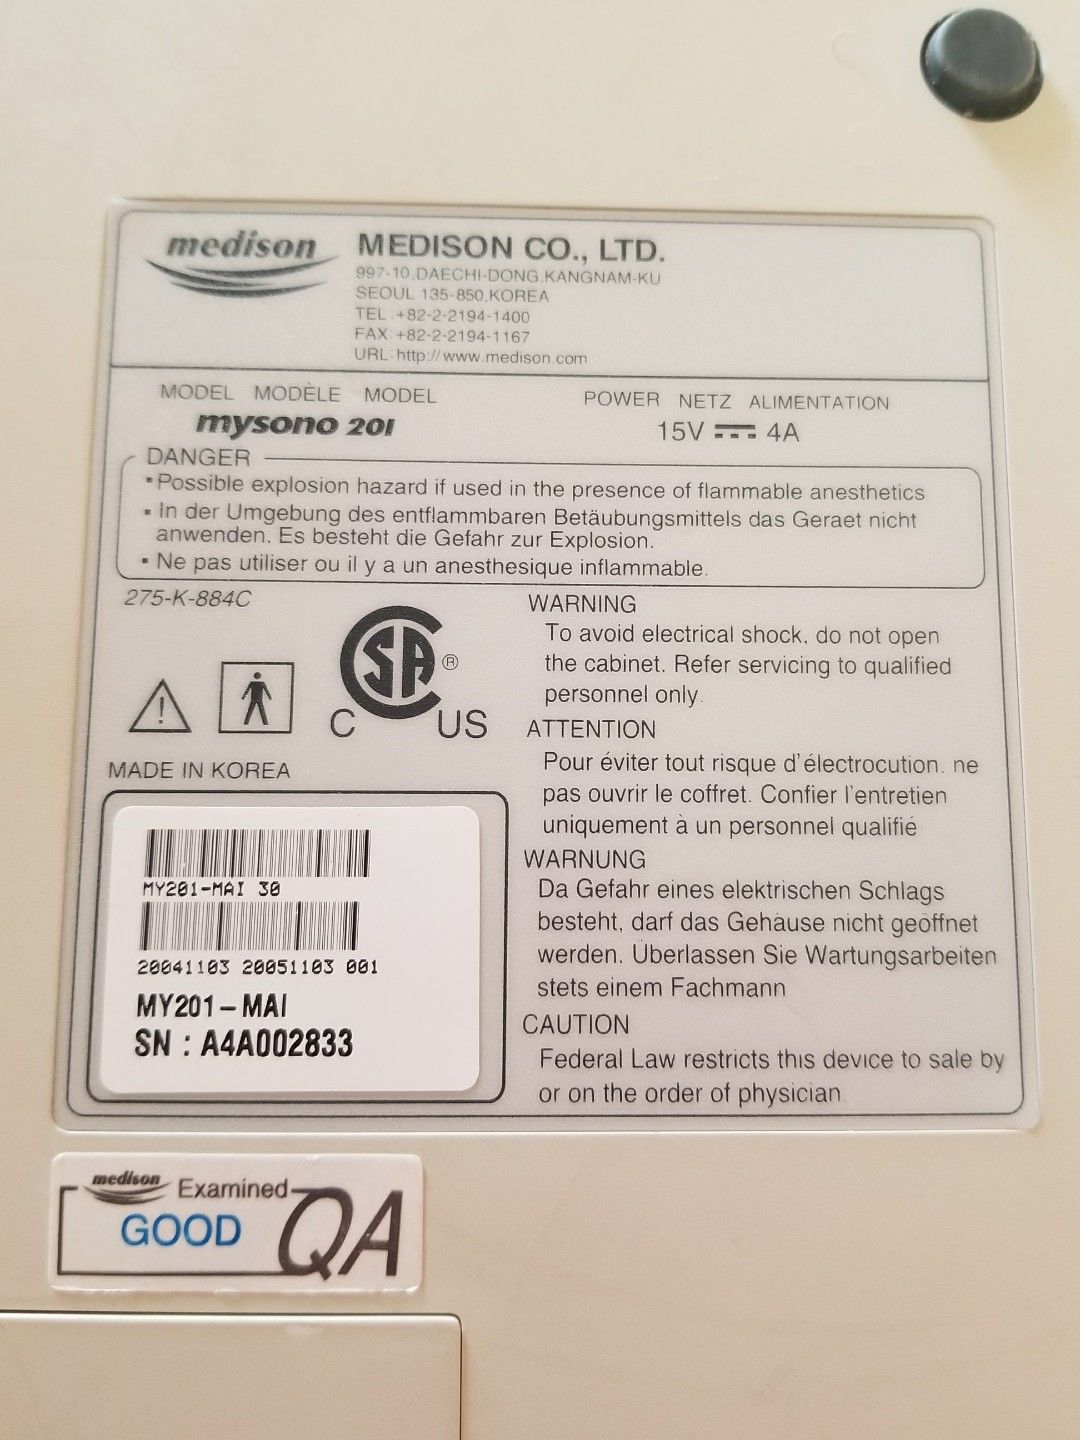 medison
MEDISON CO., LTD.
997-10,DAECHI-DONG,KANGNAM-KU
SEOUL 135-850,KOREA
TEL:+82-2-2194-1400
FAX:+82-2-2194-1167
URL:http://www.medison.com
MODEL MODÈLE MODEL
mysono 201
POWER NETZ ALIMENTATION
15V 4A
DANGER
▪Possible explosion hazard if used in the presence of flammable anesthetics
▪ In der Umgebung des entflammbaren Betäubungsmittels das Geraet nicht
anwenden. Es besteht die Gefahr zur Explosion.
▪ Ne pas utiliser ou il y a un anesthesique inflammable.
275-K-884C
!
CSA ®
C US
MADE IN KOREA
MY201-MAI 30
20041103 20051103 001
MY201-MAI
SN : A4A002833
WARNING
To avoid electrical shock, do not open
the cabinet. Refer servicing to qualified
personnel only.
ATTENTION
Pour éviter tout risque d'électrocution. ne
pas ouvrir le coffret. Confier l'entretien
uniquement à un personnel qualifié
WARNUNG
Da Gefahr eines elektrischen Schlags
besteht, darf das Gehäuse nicht geöffnet
werden. Überlassen Sie Wartungsarbeiten
stets einem Fachmann
CAUTION
Federal Law restricts this device to sale by
or on the order of physician.
medison Examined
GOOD QA